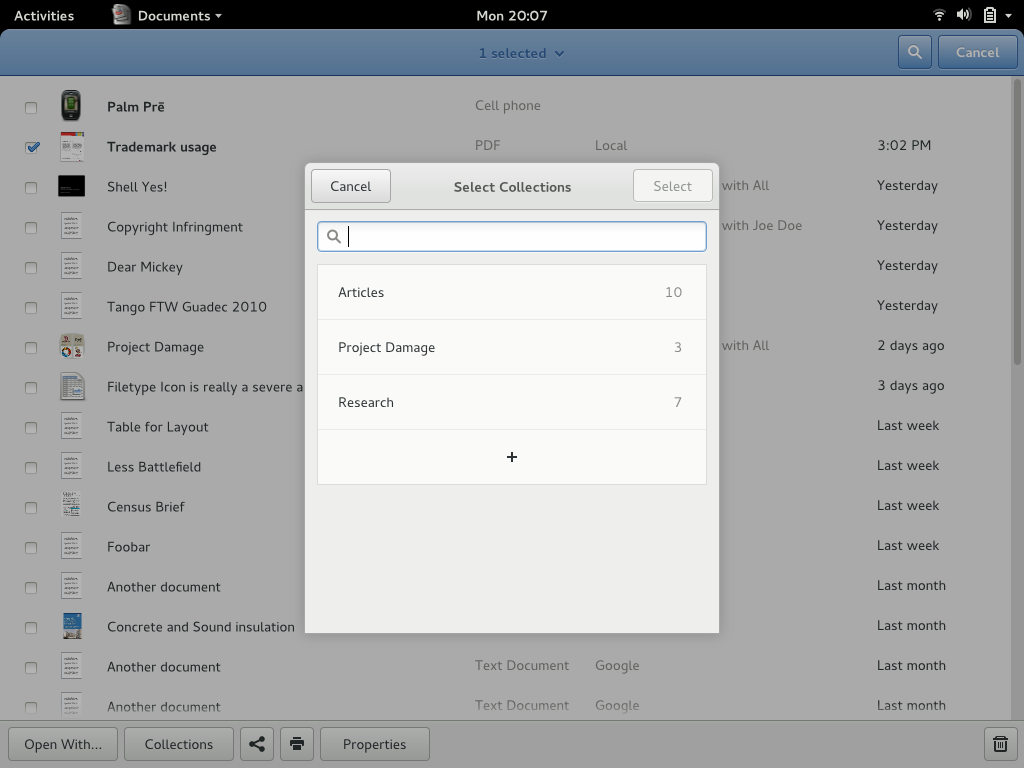 Activities Documents Mon 20:07
1 selected Cancel
Palm Prē Cell phone
Trademark usage PDF Local 3:02 PM
Shell Yes! with All Yesterday
Copyright Infringment with Joe Doe Yesterday
Dear Mickey Yesterday
Tango FTW Guadec 2010 Yesterday
Project Damage with All 2 days ago
Filetype Icon is really a severe a 3 days ago
Table for Layout Last week
Less Battlefield Last week
Census Brief Last week
Foobar Last week
Another document Last month
Concrete and Sound insulation Last month
Another document Text Document Google Last month
Another document Text Document Google Last month
Cancel Select Collections Select
Articles 10
Project Damage 3
Research 7
+
Open With... Collections Properties